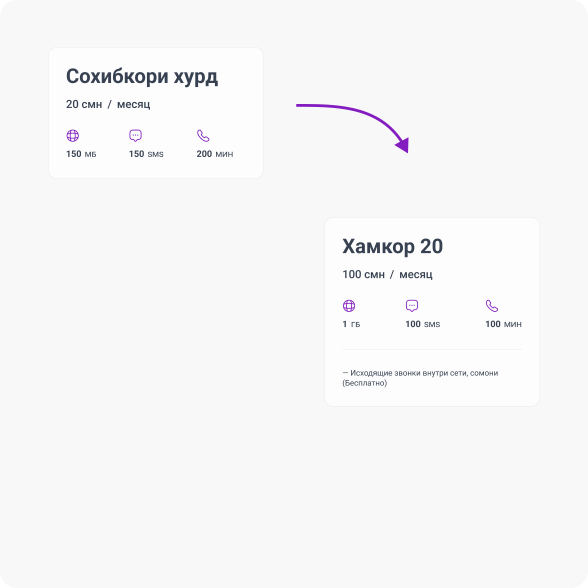 Сохибкори хурд
20 смн / месяц
150 МБ 150 SMS 200 МИН
Хамкор 20
100 смн / месяц
1 ГБ 100 SMS 100 МИН
— Исходящие звонки внутри сети, сомони
(Бесплатно)